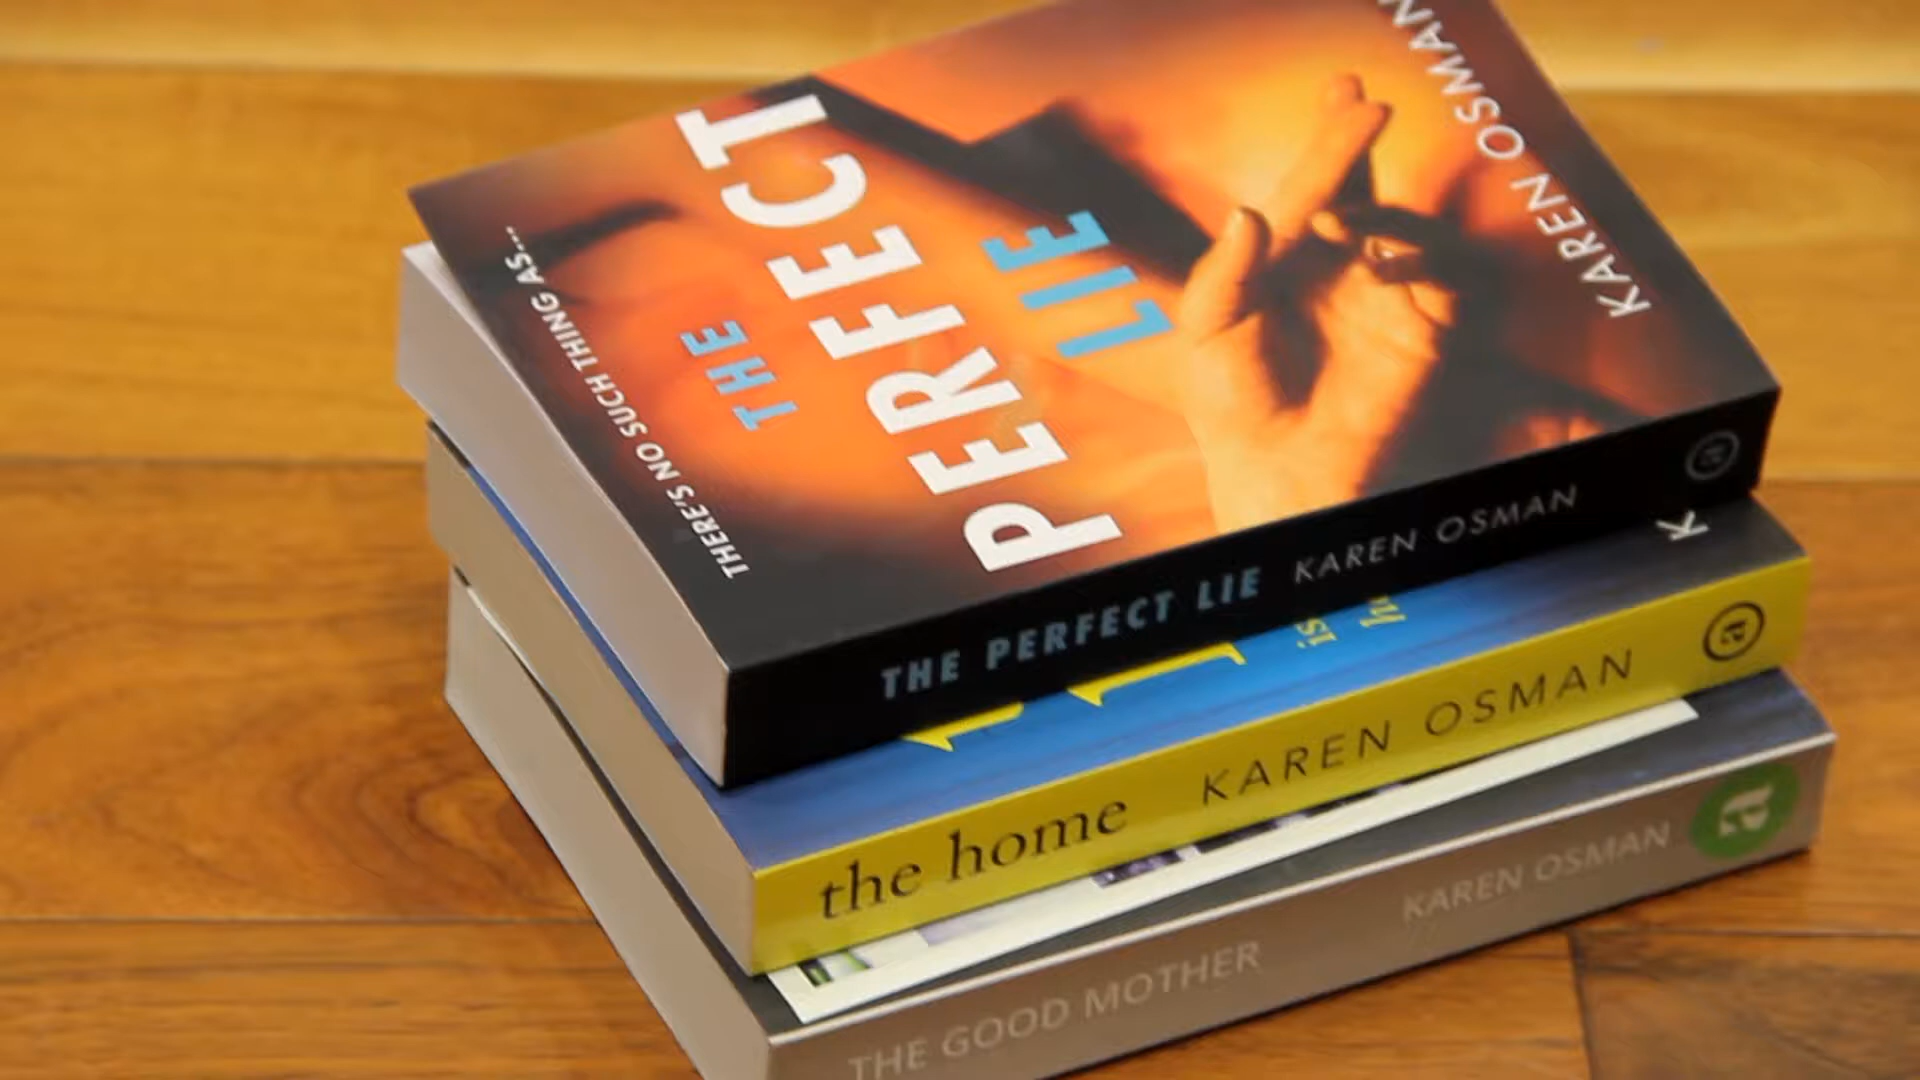 THERE'S NO SUCH THING AS....
THE
PERFECT
LIE
KAREN OSMAN
THE PERFECT LIE KAREN OSMAN
K
is
the home KAREN OSMAN
THE GOOD MOTHER KAREN OSMAN